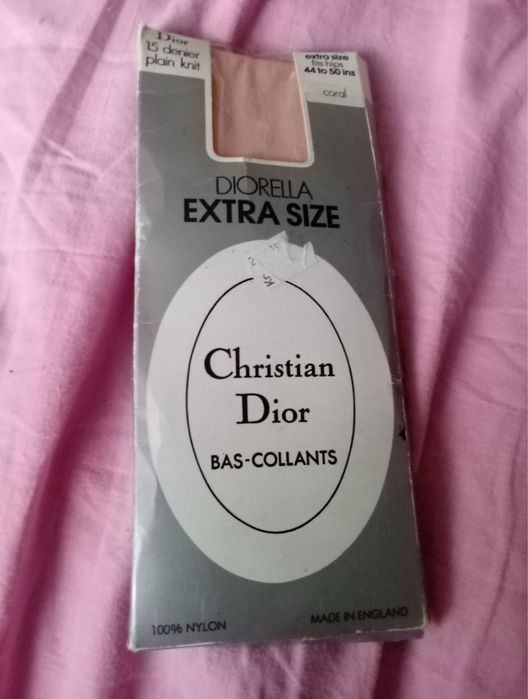 Dior
15 denier
plain knit
extra size
fits hips
44 to 50 ins
coral
DIORELLA
EXTRA SIZE
Christian
Dior
BAS-COLLANTS
100% NYLON
MADE IN ENGLAND